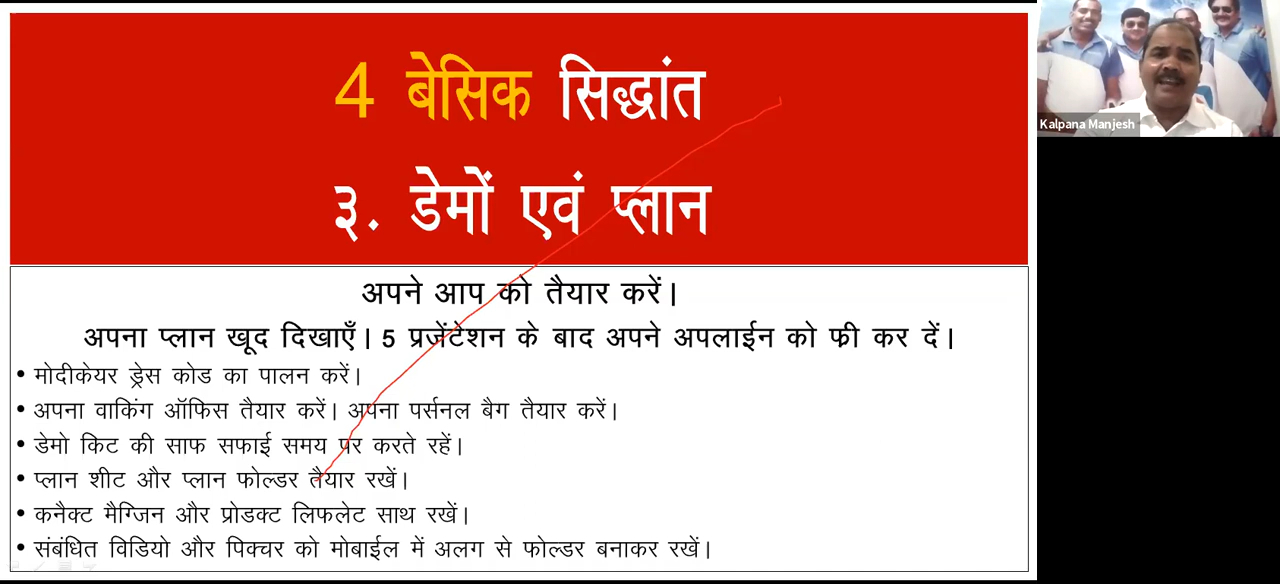 4 बेसिक सिद्धांत
३. डेमों एवं प्लान
अपने आप को तैयार करें।
अपना प्लान खूद दिखाएँ। 5 प्रजेंटेशन के बाद अपने अपलाईन को फ्री कर दें।
• मोदीकेयर ड्रेस कोड का पालन करें।
• अपना वाकिंग ऑफिस तैयार करें। अपना पर्सनल बैग तैयार करें।
• डेमो किट की साफ सफाई समय पर करते रहें।
• प्लान शीट और प्लान फोल्डर तैयार रखें।
• कनैक्ट मैग्जिन और प्रोडक्ट लिफलेट साथ रखें।
• संबंधित विडियो और पिक्चर को मोबाईल में अलग से फोल्डर बनाकर रखें।
Kalpana Manjesh